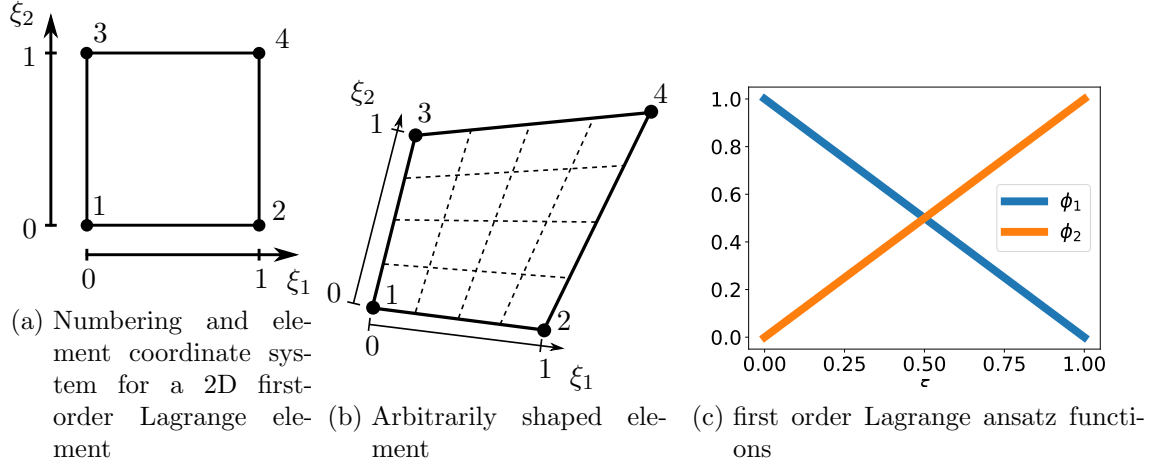 ξ₂
3
4
1
1
2
0
0
1
ξ₁
(a) Numbering and ele-
ment coordinate sys-
tem for a 2D first-
order Lagrange ele-
ment
ξ₂
4
3
1
0
1
2
0
1
ξ₁
(b) Arbitrarily shaped el-
ement
1.0
0.8
0.6
0.4
0.2
0.0
ϕ₁
ϕ₂
0.00 0.25 0.50 0.75 1.00
ξ
(c) first order Lagrange ansatz functi-
ons